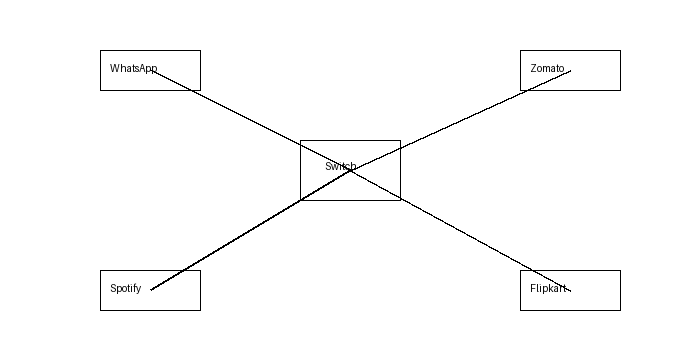 WhatsApp
Zomato
Switch
Spotify
Flipkart